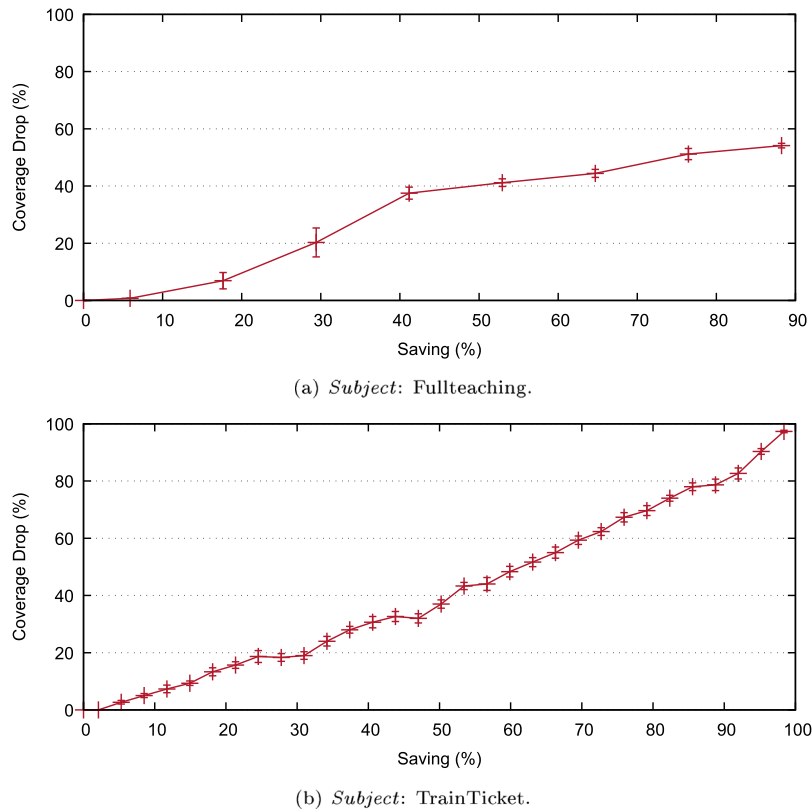 100
80
60
40
20
0
Coverage Drop (%)
0 10 20 30 40 50 60 70 80 90
Saving (%)
(a) Subject: Fullteaching.
100
80
60
40
20
0
Coverage Drop (%)
0 10 20 30 40 50 60 70 80 90 100
Saving (%)
(b) Subject: TrainTicket.